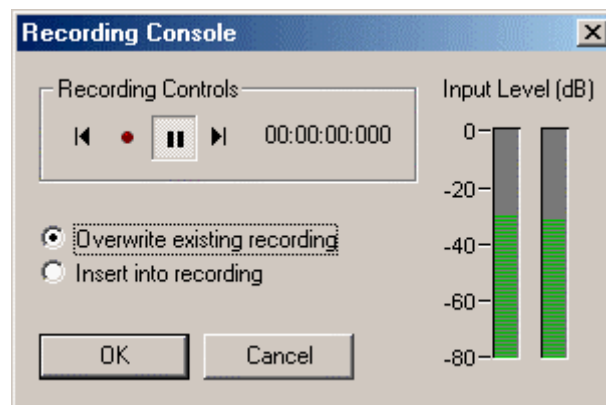 Recording Console
Recording Controls
00:00:00:000
Input Level (dB)
0
-20
-40
-60
-80
Overwrite existing recording
Insert into recording
OK
Cancel